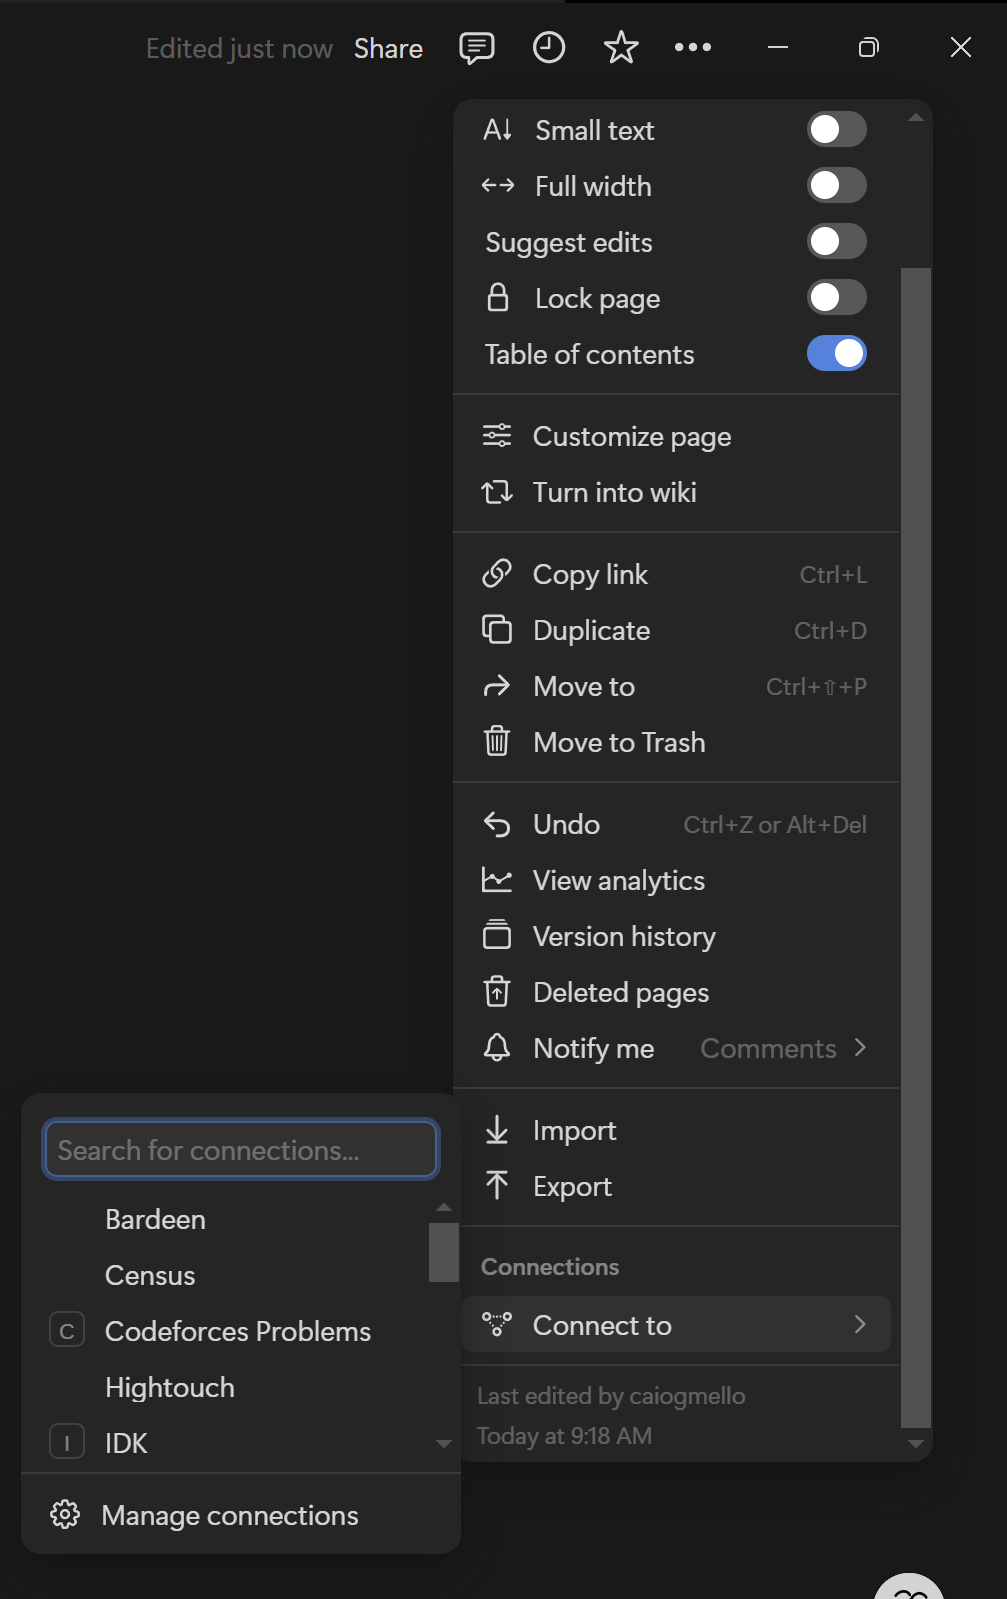 Edited just now Share
Small text
Full width
Suggest edits
Lock page
Table of contents
Customize page
Turn into wiki
Copy link Ctrl+L
Duplicate Ctrl+D
Move to Ctrl+⇧+P
Move to Trash
Undo Ctrl+Z or Alt+Del
View analytics
Version history
Deleted pages
Notify me Comments
Import
Export
Connections
Connect to
Last edited by caiogmello
Today at 9:18 AM
Search for connections...
Bardeen
Census
C Codeforces Problems
Hightouch
I IDK
Manage connections